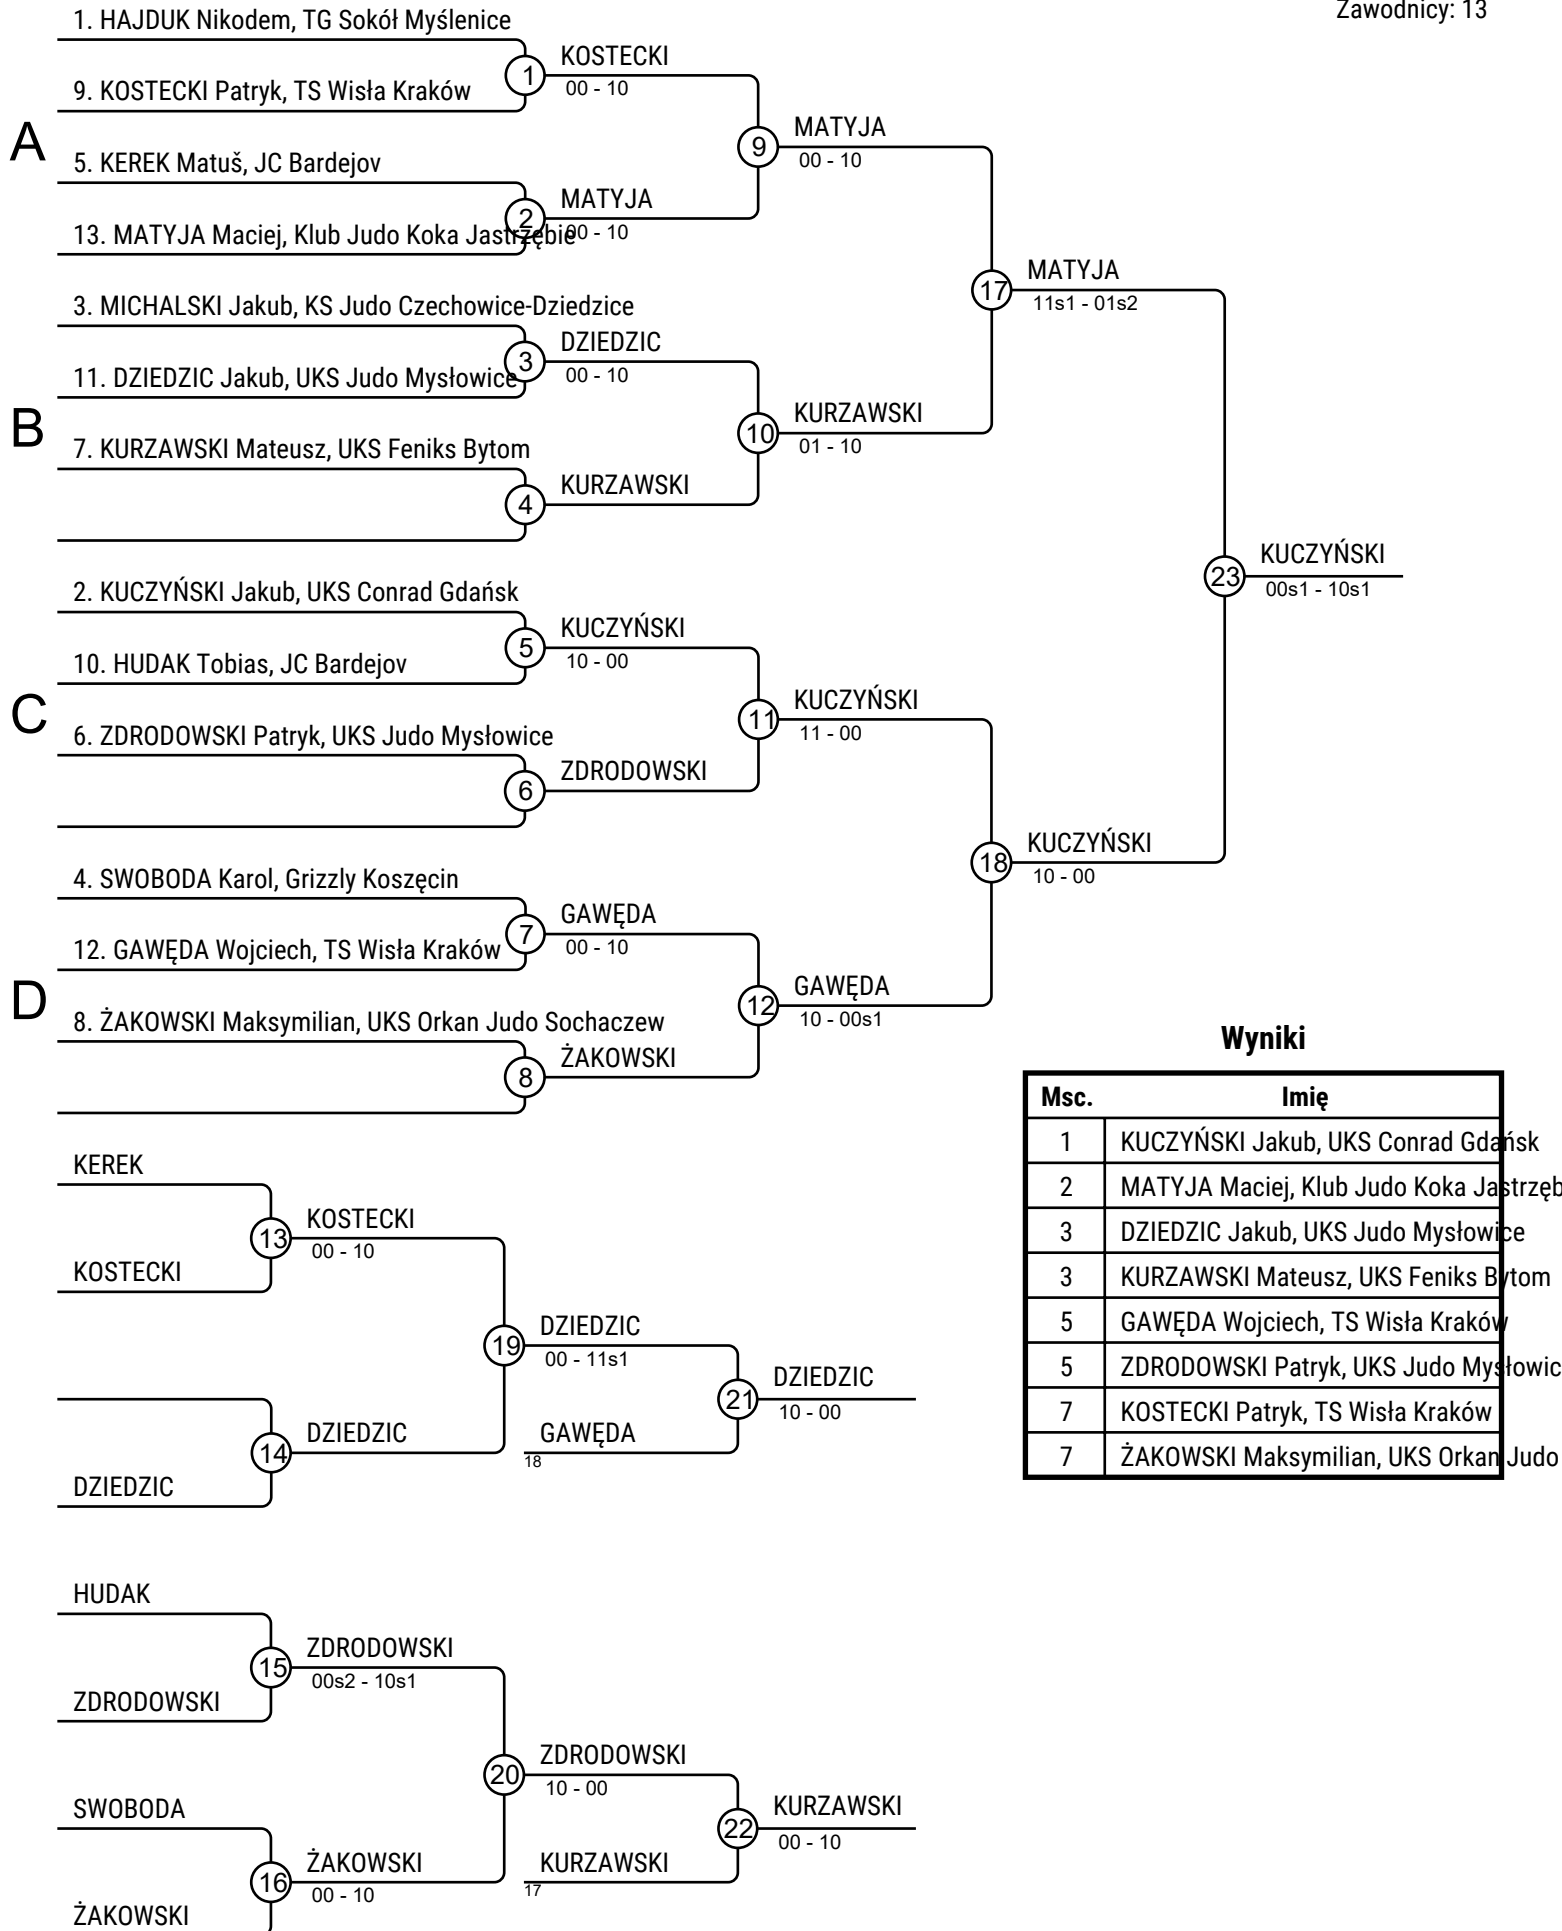 Zawodnicy: 13
1. HAJDUK Nikodem, TG Sokół Myślenice
KOSTECKI
1
00 - 10
9. KOSTECKI Patryk, TS Wisła Kraków
A
MATYJA
9
00 - 10
5. KEREK Matuš, JC Bardejov
MATYJA
2
00 - 10
13. MATYJA Maciej, Klub Judo Koka Jastrzębie
MATYJA
17
11s1 - 01s2
3. MICHALSKI Jakub, KS Judo Czechowice-Dziedzice
DZIEDZIC
3
00 - 10
11. DZIEDZIC Jakub, UKS Judo Mysłowice
B
KURZAWSKI
10
01 - 10
7. KURZAWSKI Mateusz, UKS Feniks Bytom
KURZAWSKI
4
KUCZYŃSKI
23
00s1 - 10s1
2. KUCZYŃSKI Jakub, UKS Conrad Gdańsk
KUCZYŃSKI
5
10 - 00
10. HUDAK Tobias, JC Bardejov
C
KUCZYŃSKI
11
11 - 00
6. ZDRODOWSKI Patryk, UKS Judo Mysłowice
ZDRODOWSKI
6
KUCZYŃSKI
18
10 - 00
4. SWOBODA Karol, Grizzly Koszęcin
GAWĘDA
7
00 - 10
12. GAWĘDA Wojciech, TS Wisła Kraków
D
GAWĘDA
12
10 - 00s1
8. ŻAKOWSKI Maksymilian, UKS Orkan Judo Sochaczew
ŻAKOWSKI
8
Wyniki
Msc. Imię
1 KUCZYŃSKI Jakub, UKS Conrad Gdańsk
2 MATYJA Maciej, Klub Judo Koka Jastrzęb
3 DZIEDZIC Jakub, UKS Judo Mysłowice
3 KURZAWSKI Mateusz, UKS Feniks Bytom
5 GAWĘDA Wojciech, TS Wisła Kraków
5 ZDRODOWSKI Patryk, UKS Judo Mysłowic
7 KOSTECKI Patryk, TS Wisła Kraków
7 ŻAKOWSKI Maksymilian, UKS Orkan Judo
KEREK
KOSTECKI
13
00 - 10
KOSTECKI
DZIEDZIC
19
00 - 11s1
DZIEDZIC
21
10 - 00
DZIEDZIC
14
GAWĘDA
18
DZIEDZIC
HUDAK
ZDRODOWSKI
15
00s2 - 10s1
ZDRODOWSKI
ZDRODOWSKI
20
10 - 00
SWOBODA
KURZAWSKI
22
00 - 10
ŻAKOWSKI
16
00 - 10
KURZAWSKI
17
ŻAKOWSKI